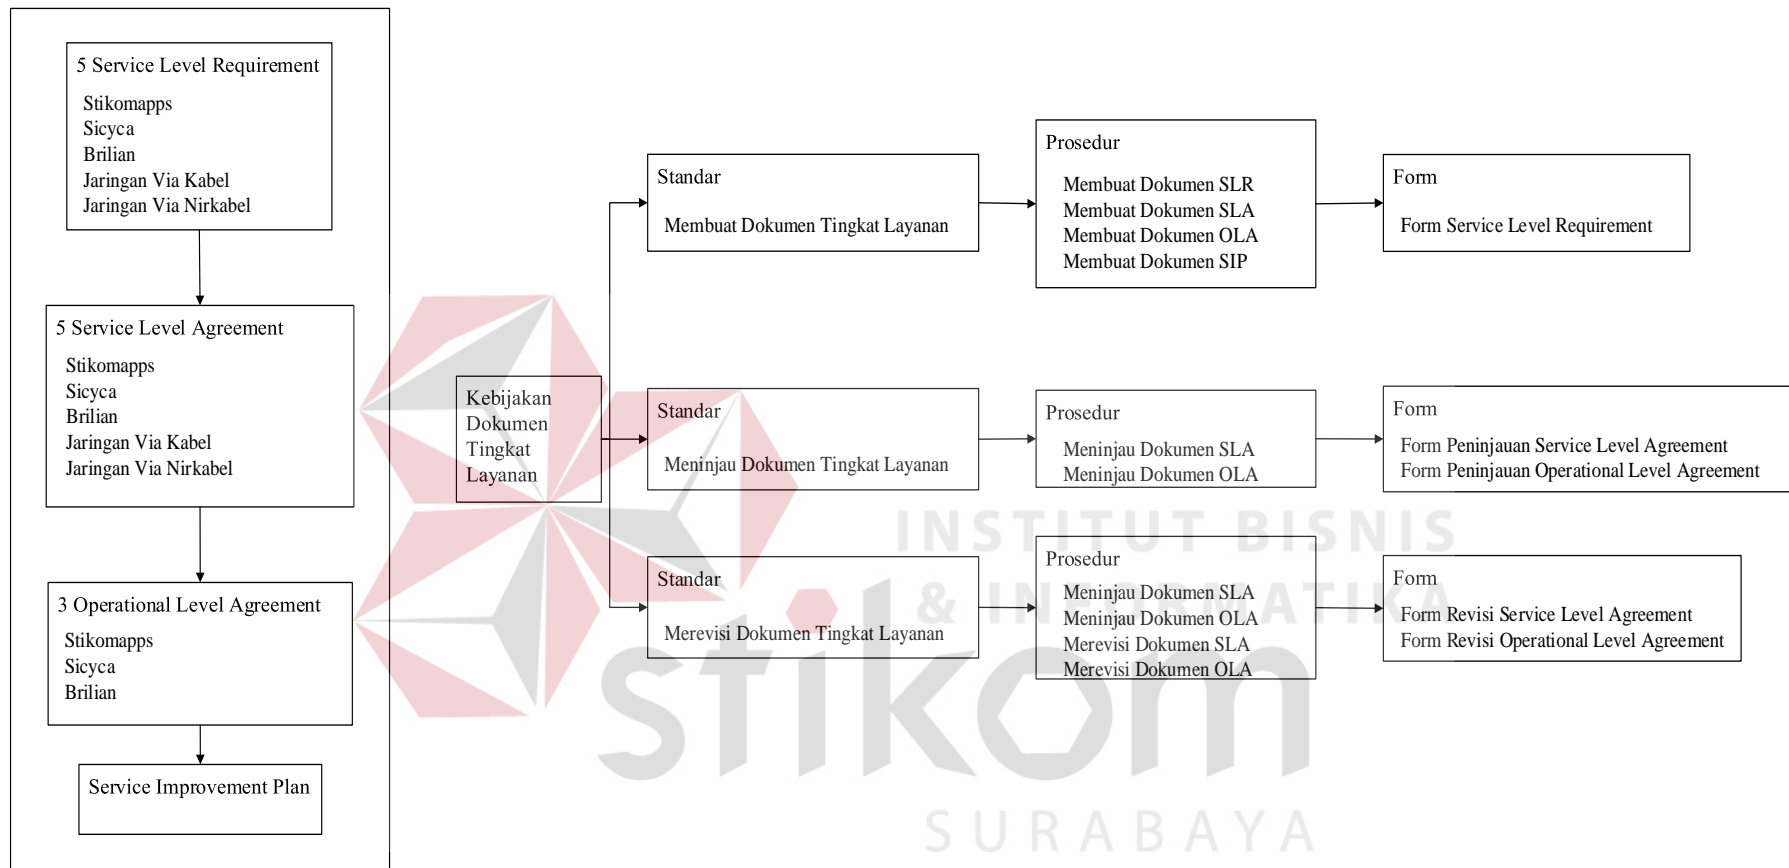 5 Service Level Requirement
Stikomapps
Sicyca
Brilian
Jaringan Via Kabel
Jaringan Via Nirkabel
5 Service Level Agreement
Stikomapps
Sicyca
Brilian
Jaringan Via Kabel
Jaringan Via Nirkabel
3 Operational Level Agreement
Stikomapps
Sicyca
Brilian
Service Improvement Plan
Kebijakan
Dokumen
Tingkat
Layanan
Standar
Membuat Dokumen Tingkat Layanan
Prosedur
Membuat Dokumen SLR
Membuat Dokumen SLA
Membuat Dokumen OLA
Membuat Dokumen SIP
Form
Form Service Level Requirement
Standar
Meninjau Dokumen Tingkat Layanan
Prosedur
Meninjau Dokumen SLA
Meninjau Dokumen OLA
Form
Form Peninjauan Service Level Agreement
Form Peninjauan Operational Level Agreement
Standar
Merevisi Dokumen Tingkat Layanan
Prosedur
Meninjau Dokumen SLA
Meninjau Dokumen OLA
Merevisi Dokumen SLA
Merevisi Dokumen OLA
Form
Form Revisi Service Level Agreement
Form Revisi Operational Level Agreement
INSTITUT BISNIS
& INFORMATIKA
stikom
SURABAYA